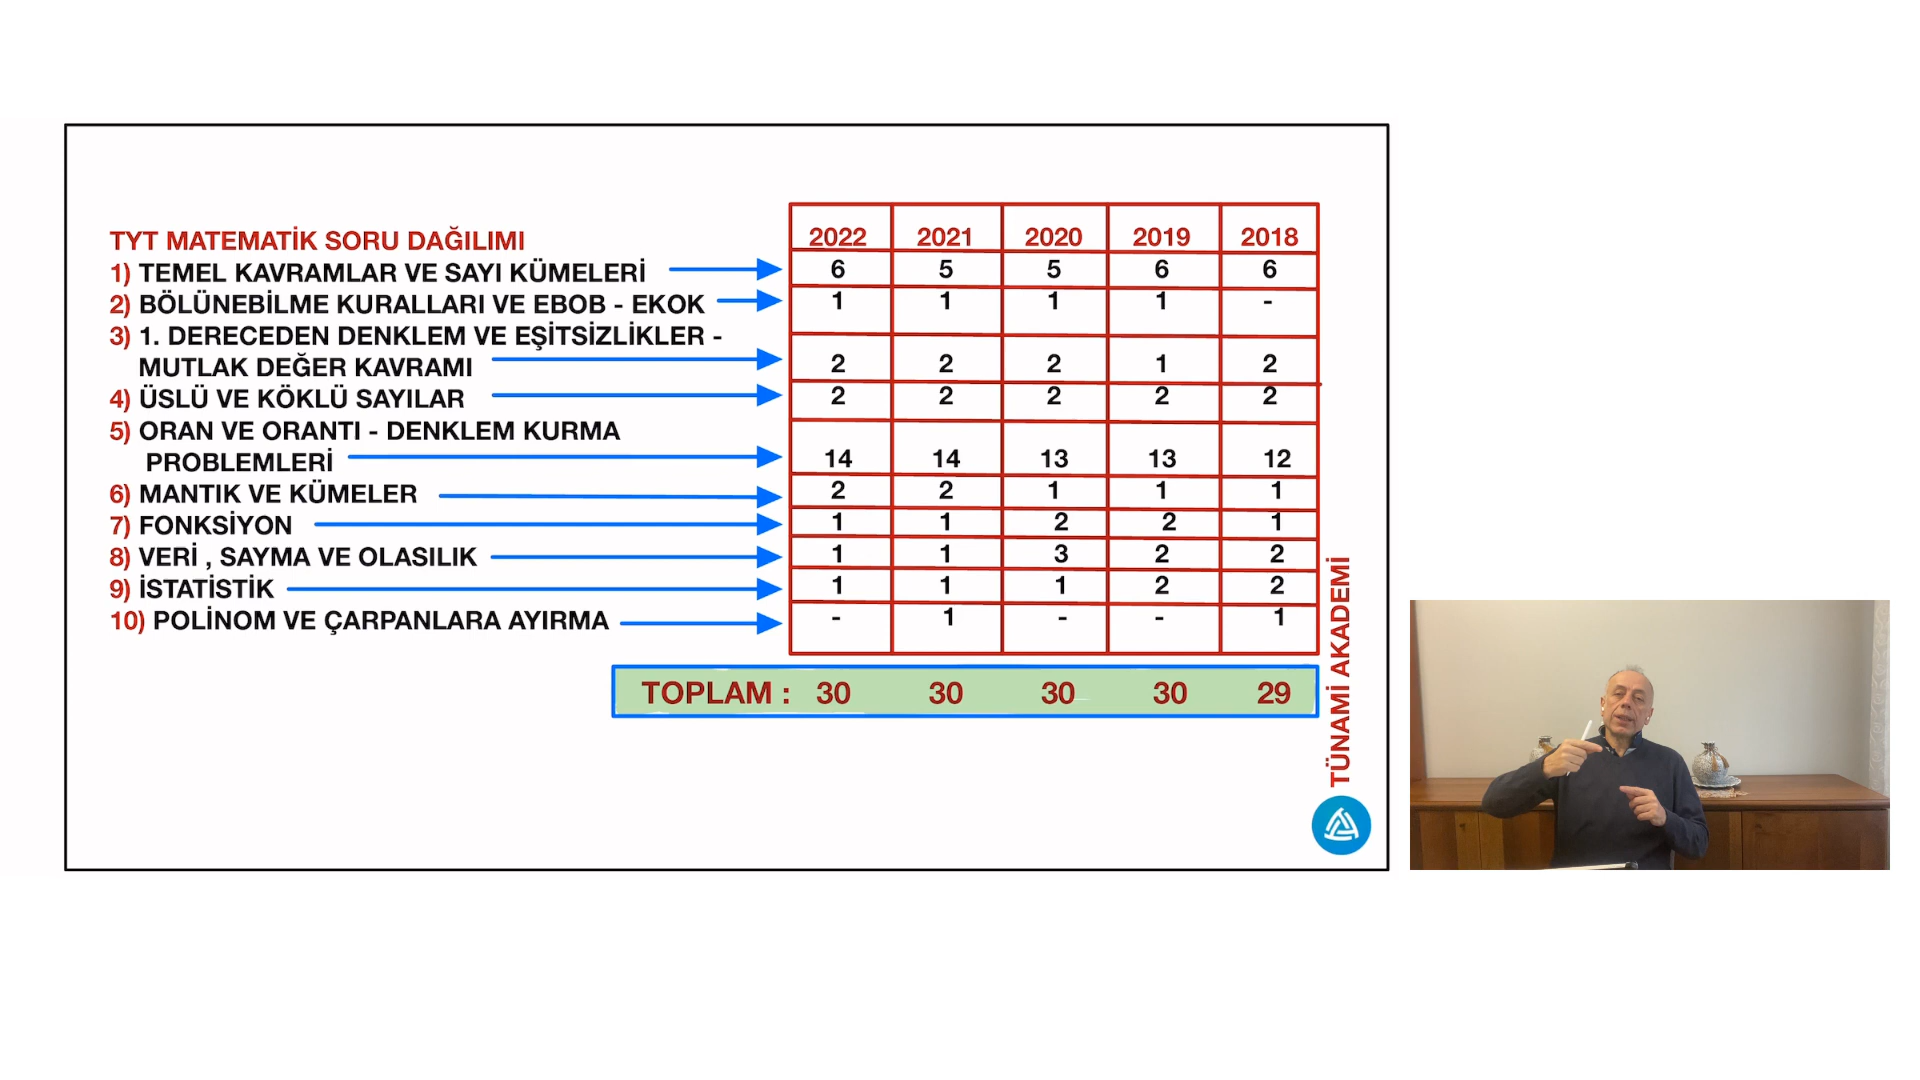 TYT MATEMATİK SORU DAĞILIMI 2022 2021 2020 2019 2018
1) TEMEL KAVRAMLAR VE SAYI KÜMELERİ 6 5 5 6 6
2) BÖLÜNEBİLME KURALLARI VE EBOB - EKOK 1 1 1 1 -
3) 1. DERECEDEN DENKLEM VE EŞİTSİZLİKLER -
MUTLAK DEĞER KAVRAMI 2 2 2 1 2
4) ÜSLÜ VE KÖKLÜ SAYILAR 2 2 2 2 2
5) ORAN VE ORANTI - DENKLEM KURMA
PROBLEMLERİ 14 14 13 13 12
6) MANTIK VE KÜMELER 2 2 1 1 1
7) FONKSİYON 1 1 2 2 1
8) VERİ , SAYMA VE OLASILIK 1 1 3 2 2
9) İSTATİSTİK 1 1 1 2 2
10) POLİNOM VE ÇARPANLARA AYIRMA - 1 - - 1
TOPLAM : 30 30 30 30 29
TÜNAMİ AKADEMİ